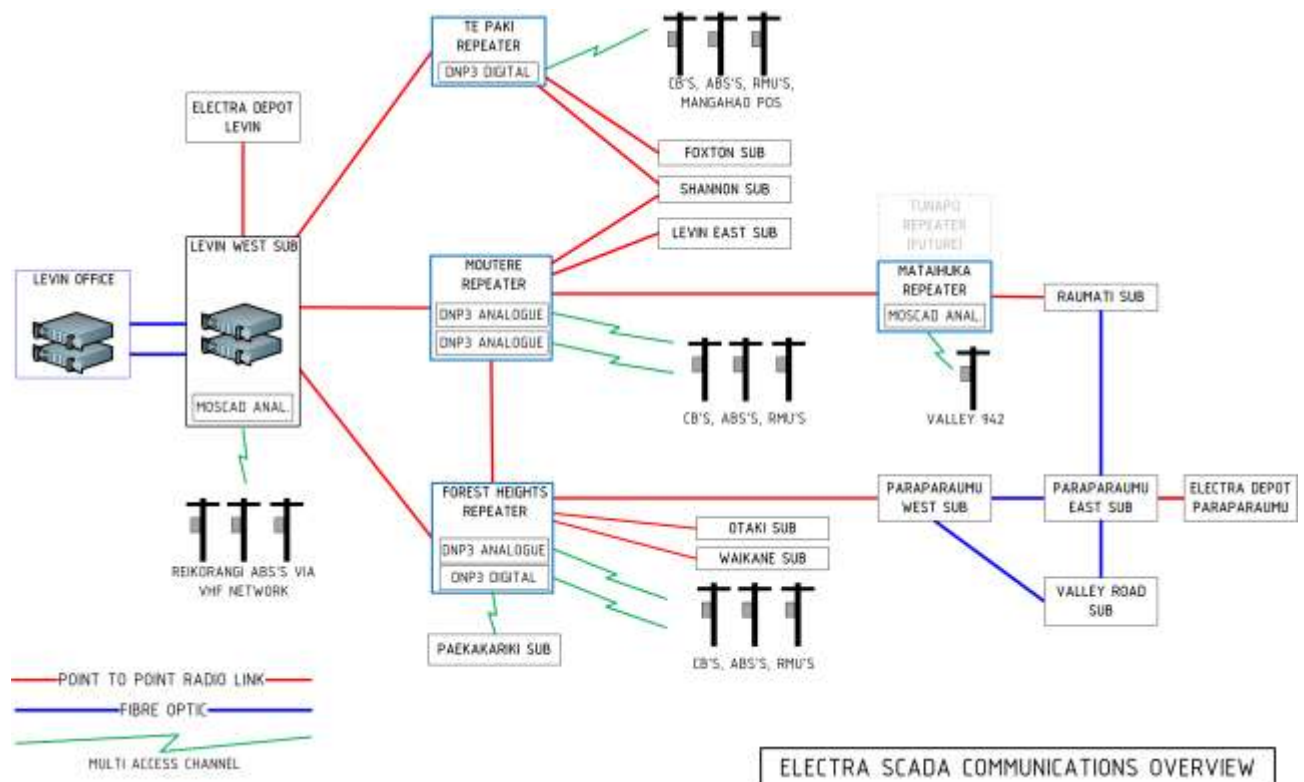 TE PAKI
REPEATER
DNP3 DIGITAL
CB'S, ABS'S, RMU'S,
MANGAHAO POS
ELECTRA DEPOT
LEVIN
FOXTON SUB
SHANNON SUB
LEVIN EAST SUB
LEVIN WEST SUB
LEVIN OFFICE
MOSCAD ANAL.
REIKORANGI ABS'S VIA
VHF NETWORK
MOUTERE
REPEATER
DNP3 ANALOGUE
DNP3 ANALOGUE
CB'S, ABS'S, RMU'S
TUNAPO
REPEATER
(FUTURE)
MATAIHUKA
REPEATER
MOSCAD ANAL.
RAUMATI SUB
VALLEY 942
FOREST HEIGHTS
REPEATER
DNP3 ANALOGUE
DNP3 DIGITAL
PARAPARAUMU
WEST SUB
PARAPARAUMU
EAST SUB
ELECTRA DEPOT
PARAPARAUMU
OTAKI SUB
WAIKANE SUB
VALLEY ROAD
SUB
PAEKAKARIKI SUB
CB'S, ABS'S, RMU'S
POINT TO POINT RADIO LINK
FIBRE OPTIC
MULTI ACCESS CHANNEL
ELECTRA SCADA COMMUNICATIONS OVERVIEW